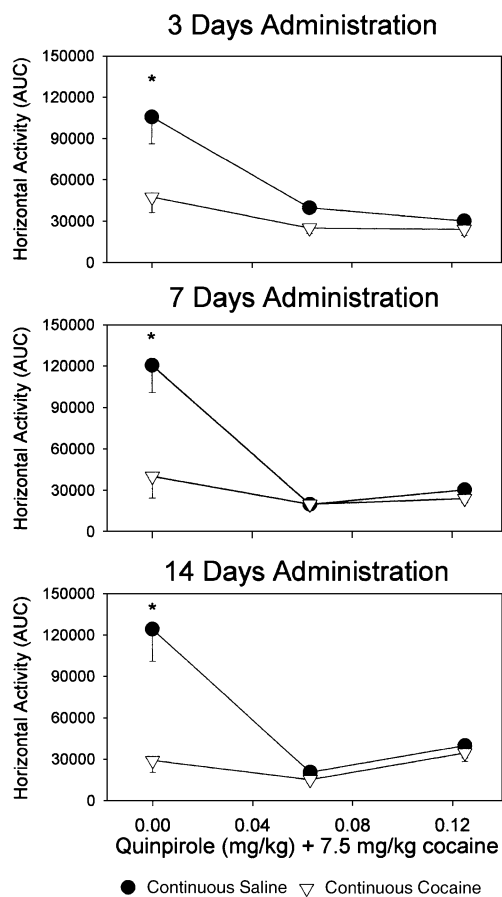 3 Days Administration
150000
120000
90000
60000
30000
0
Horizontal Activity (AUC)
*
7 Days Administration
150000
120000
90000
60000
30000
0
Horizontal Activity (AUC)
*
14 Days Administration
150000
120000
90000
60000
30000
0
Horizontal Activity (AUC)
*
0.00 0.04 0.08 0.12
Quinpirole (mg/kg) + 7.5 mg/kg cocaine
Continuous Saline Continuous Cocaine